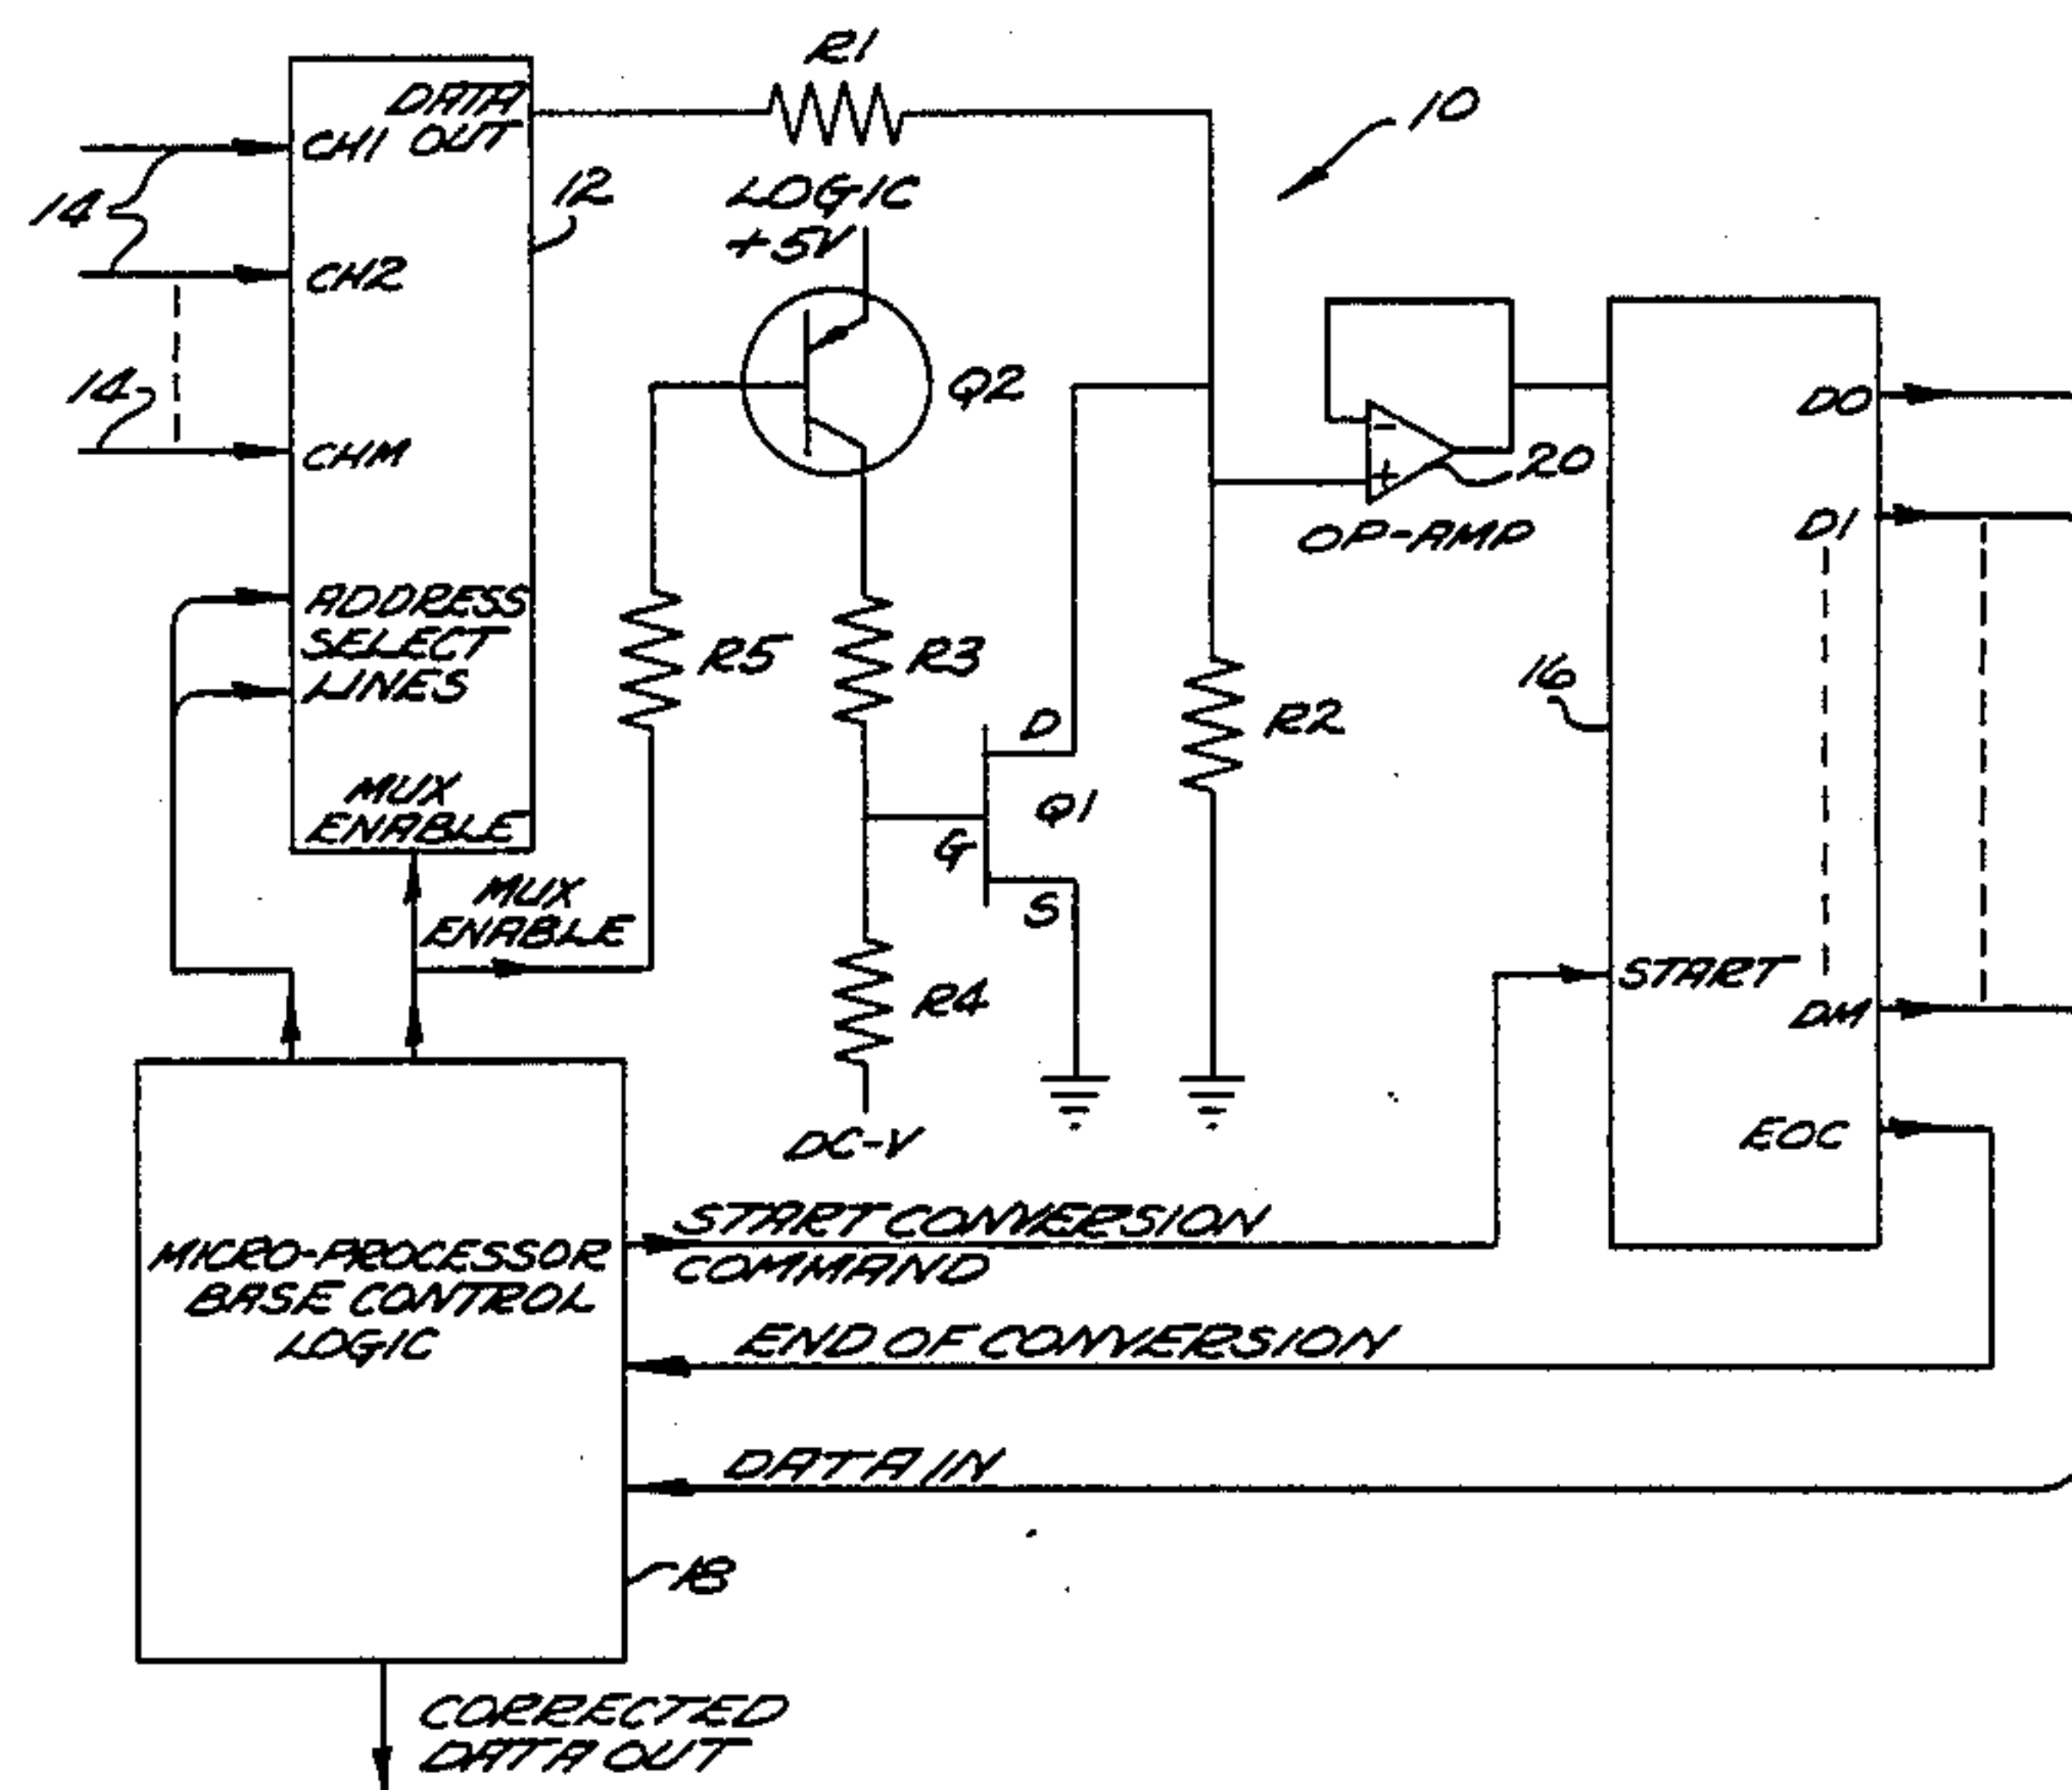 R1
10
DATA
OUT
CH1
12
LOGIC
+5V
14
CH2
Q2
14
CHM
DO
20
OP-AMP
D1
ADDRESS
SELECT
LINES
R5
R3
D
R2
16
Q1
MUX
ENABLE
G
S
MUX
ENABLE
R4
START
DM
DC-V
EOC
START CONVERSION
COMMAND
MICRO-PROCESSOR
BASE CONTROL
LOGIC
END OF CONVERSION
DATA IN
18
CORRECTED
DATA OUT
-
+